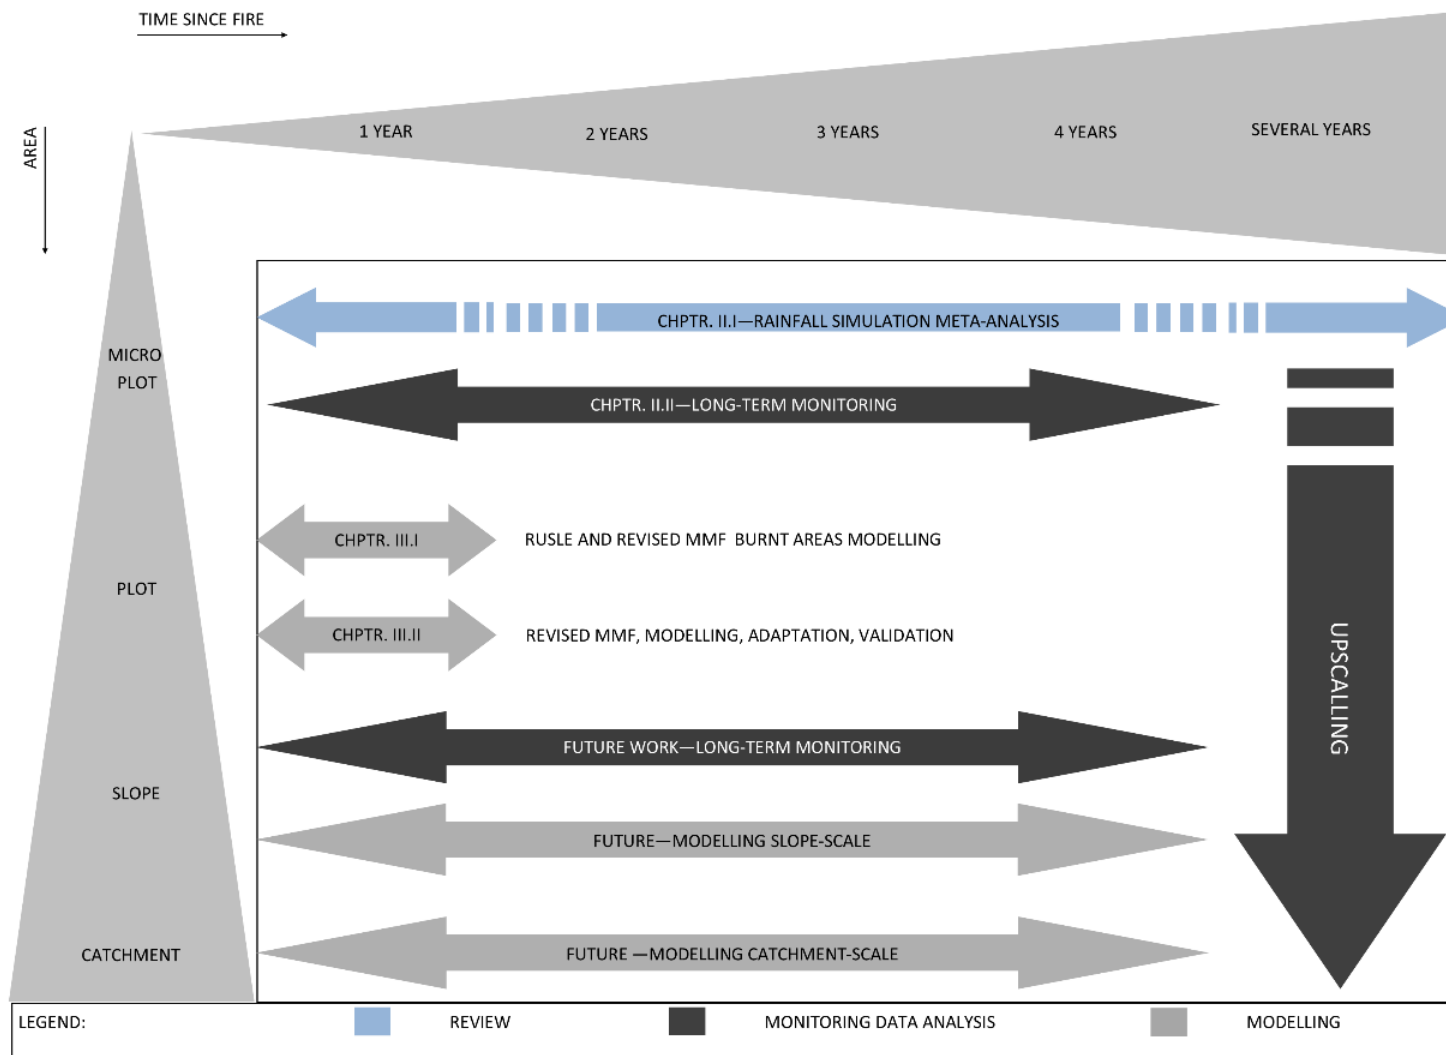 TIME SINCE FIRE
AREA
1 YEAR
2 YEARS
3 YEARS
4 YEARS
SEVERAL YEARS
CHPTR. II.I—RAINFALL SIMULATION META-ANALYSIS
MICRO
PLOT
CHPTR. II.II—LONG-TERM MONITORING
CHPTR. III.I
RUSLE AND REVISED MMF BURNT AREAS MODELLING
PLOT
CHPTR. III.II
REVISED MMF, MODELLING, ADAPTATION, VALIDATION
UPSCALLING
FUTURE WORK—LONG-TERM MONITORING
SLOPE
FUTURE—MODELLING SLOPE-SCALE
CATCHMENT
FUTURE —MODELLING CATCHMENT-SCALE
LEGEND:
REVIEW
MONITORING DATA ANALYSIS
MODELLING